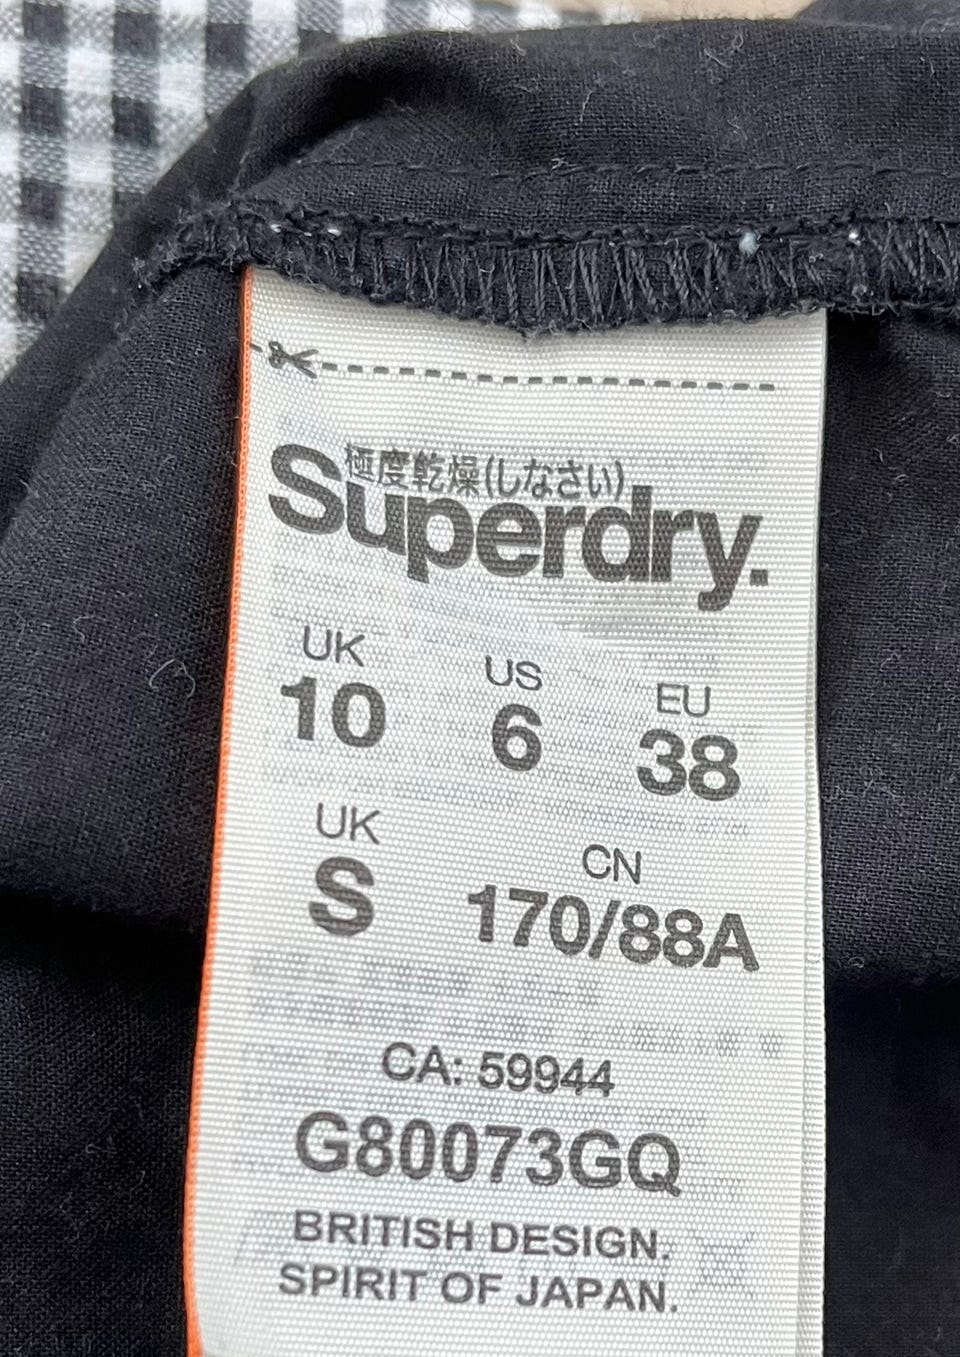 極度乾燥(しなさい)
Superdry.
UK US EU
10 6 38
UK CN
S 170/88A
CA: 59944
G80073GQ
BRITISH DESIGN.
SPIRIT OF JAPAN.